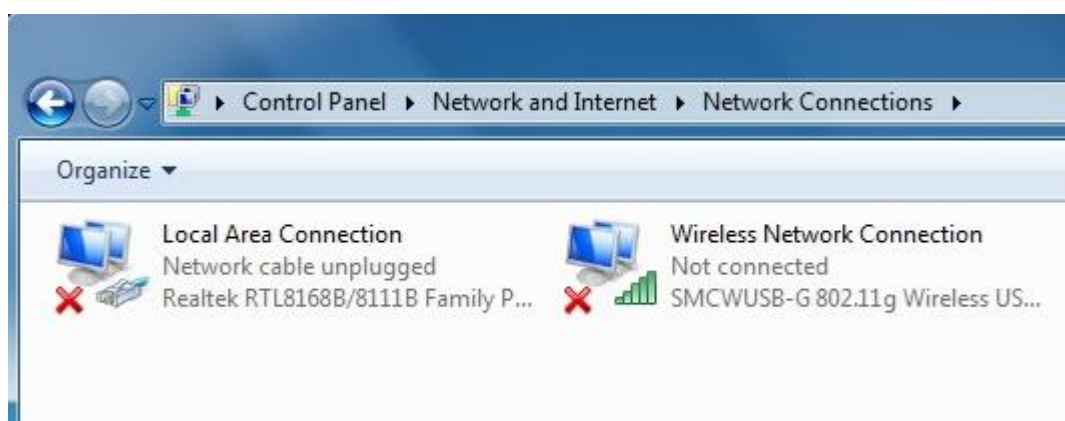 Control Panel Network and Internet Network Connections
Organize
Local Area Connection
Network cable unplugged
Realtek RTL8168B/8111B Family P...
Wireless Network Connection
Not connected
SMCWUSB-G 802.11g Wireless US...